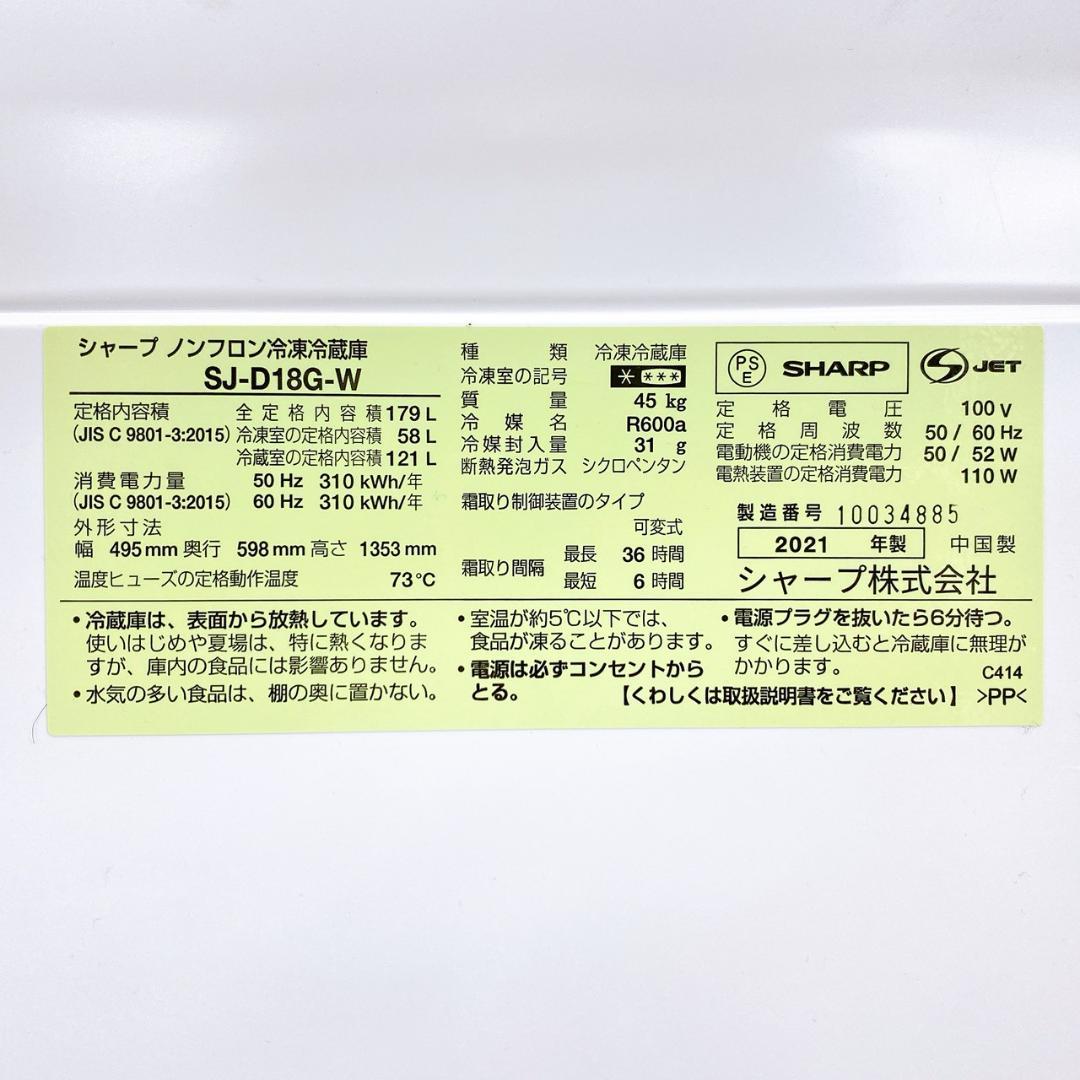 シャープ ノンフロン冷凍冷蔵庫
SJ-D18G-W
定格内容積 全定格内容積 179 L
(JIS C 9801-3:2015) 冷凍室の定格内容積 58 L
冷蔵室の定格内容積 121 L
消費電力量 50 Hz 310 kWh/年
(JIS C 9801-3:2015) 60 Hz 310 kWh/年
外形寸法
幅 495 mm 奥行 598 mm 高さ 1353 mm
温度ヒューズの定格動作温度 73℃
種類 冷凍冷蔵庫
冷凍室の記号 * ***
質量 45 kg
冷媒名 R600a
冷媒封入量 31 g
断熱発泡ガス シクロペンタン
霜取り制御装置のタイプ
可変式
霜取り間隔 最長 36 時間
最短 6 時間
PSE SHARP S JET
定格電圧 100 V
定格周波数 50 / 60 Hz
電動機の定格消費電力 50 / 52 W
電熱装置の定格消費電力 110 W
製造番号 10034885
2021 年製 中国製
シャープ株式会社
・冷蔵庫は、表面から放熱しています。
使いはじめや夏場は、特に熱くなりま
すが、庫内の食品には影響ありません。
・水気の多い食品は、棚の奥に置かない。
・室温が約5℃以下では、
食品が凍ることがあります。
・電源は必ずコンセントから
とる。
・電源プラグを抜いたら6分待つ。
すぐに差し込むと冷蔵庫に無理が
かかります。 C414
【くわしくは取扱説明書をご覧ください】 >PP<